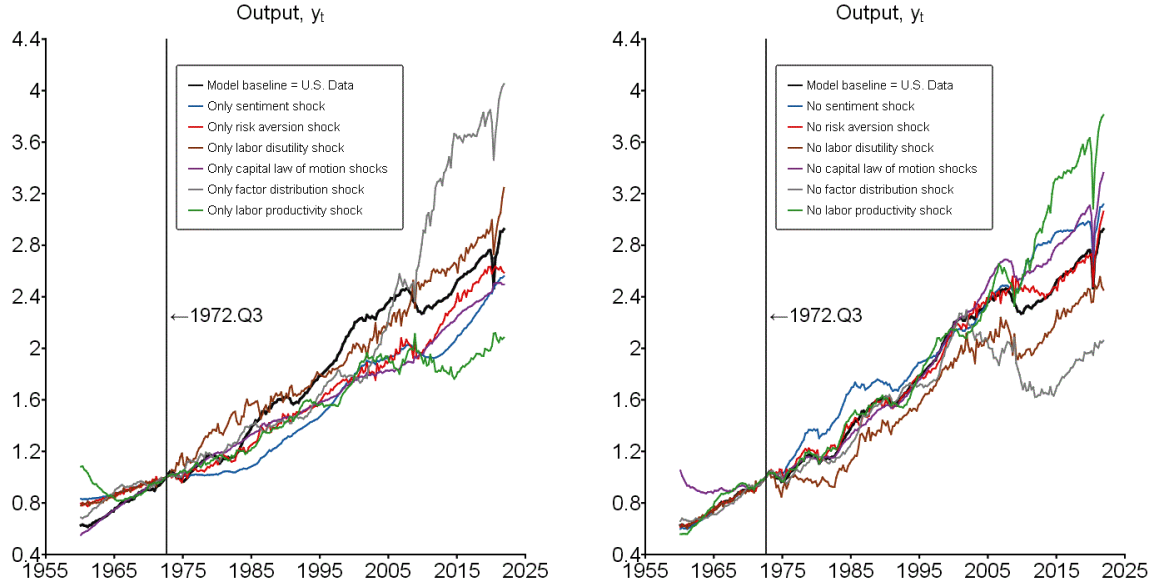 Output, yt
4.4
4
3.6
3.2
2.8
2.4
2
1.6
1.2
0.8
0.4
1955 1965 1975 1985 1995 2005 2015 2025
Model baseline = U.S. Data
Only sentiment shock
Only risk aversion shock
Only labor disutility shock
Only capital law of motion shocks
Only factor distribution shock
Only labor productivity shock
←1972.Q3
Output, yt
4.4
4
3.6
3.2
2.8
2.4
2
1.6
1.2
0.8
0.4
1955 1965 1975 1985 1995 2005 2015 2025
Model baseline = U.S. Data
No sentiment shock
No risk aversion shock
No labor disutility shock
No capital law of motion shocks
No factor distribution shock
No labor productivity shock
←1972.Q3